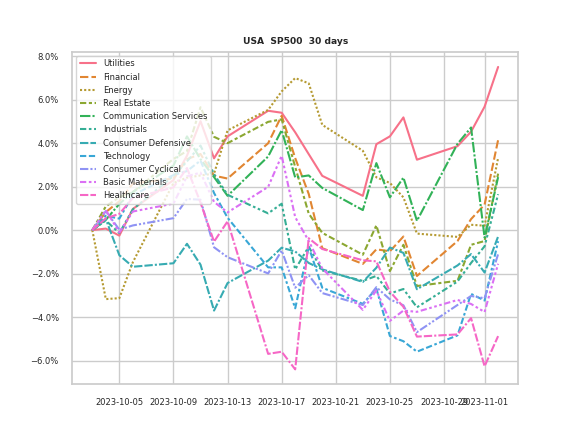 USA SP500 30 days
8.0%
6.0%
4.0%
2.0%
0.0%
−2.0%
−4.0%
−6.0%
Utilities
Financial
Energy
Real Estate
Communication Services
Industrials
Consumer Defensive
Technology
Consumer Cyclical
Basic Materials
Healthcare
2023-10-05 2023-10-09 2023-10-13 2023-10-17 2023-10-21 2023-10-25 2023-10-29 2023-11-01